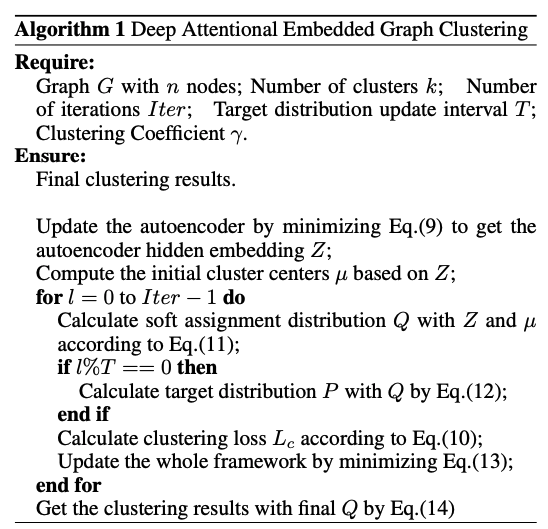 Algorithm 1 Deep Attentional Embedded Graph Clustering
Require:
Graph G with n nodes; Number of clusters k; Number
of iterations Iter; Target distribution update interval T;
Clustering Coefficient γ.
Ensure:
Final clustering results.
Update the autoencoder by minimizing Eq.(9) to get the
autoencoder hidden embedding Z;
Compute the initial cluster centers μ based on Z;
for l = 0 to Iter − 1 do
Calculate soft assignment distribution Q with Z and μ
according to Eq.(11);
if l%T == 0 then
Calculate target distribution P with Q by Eq.(12);
end if
Calculate clustering loss L_c according to Eq.(10);
Update the whole framework by minimizing Eq.(13);
end for
Get the clustering results with final Q by Eq.(14)